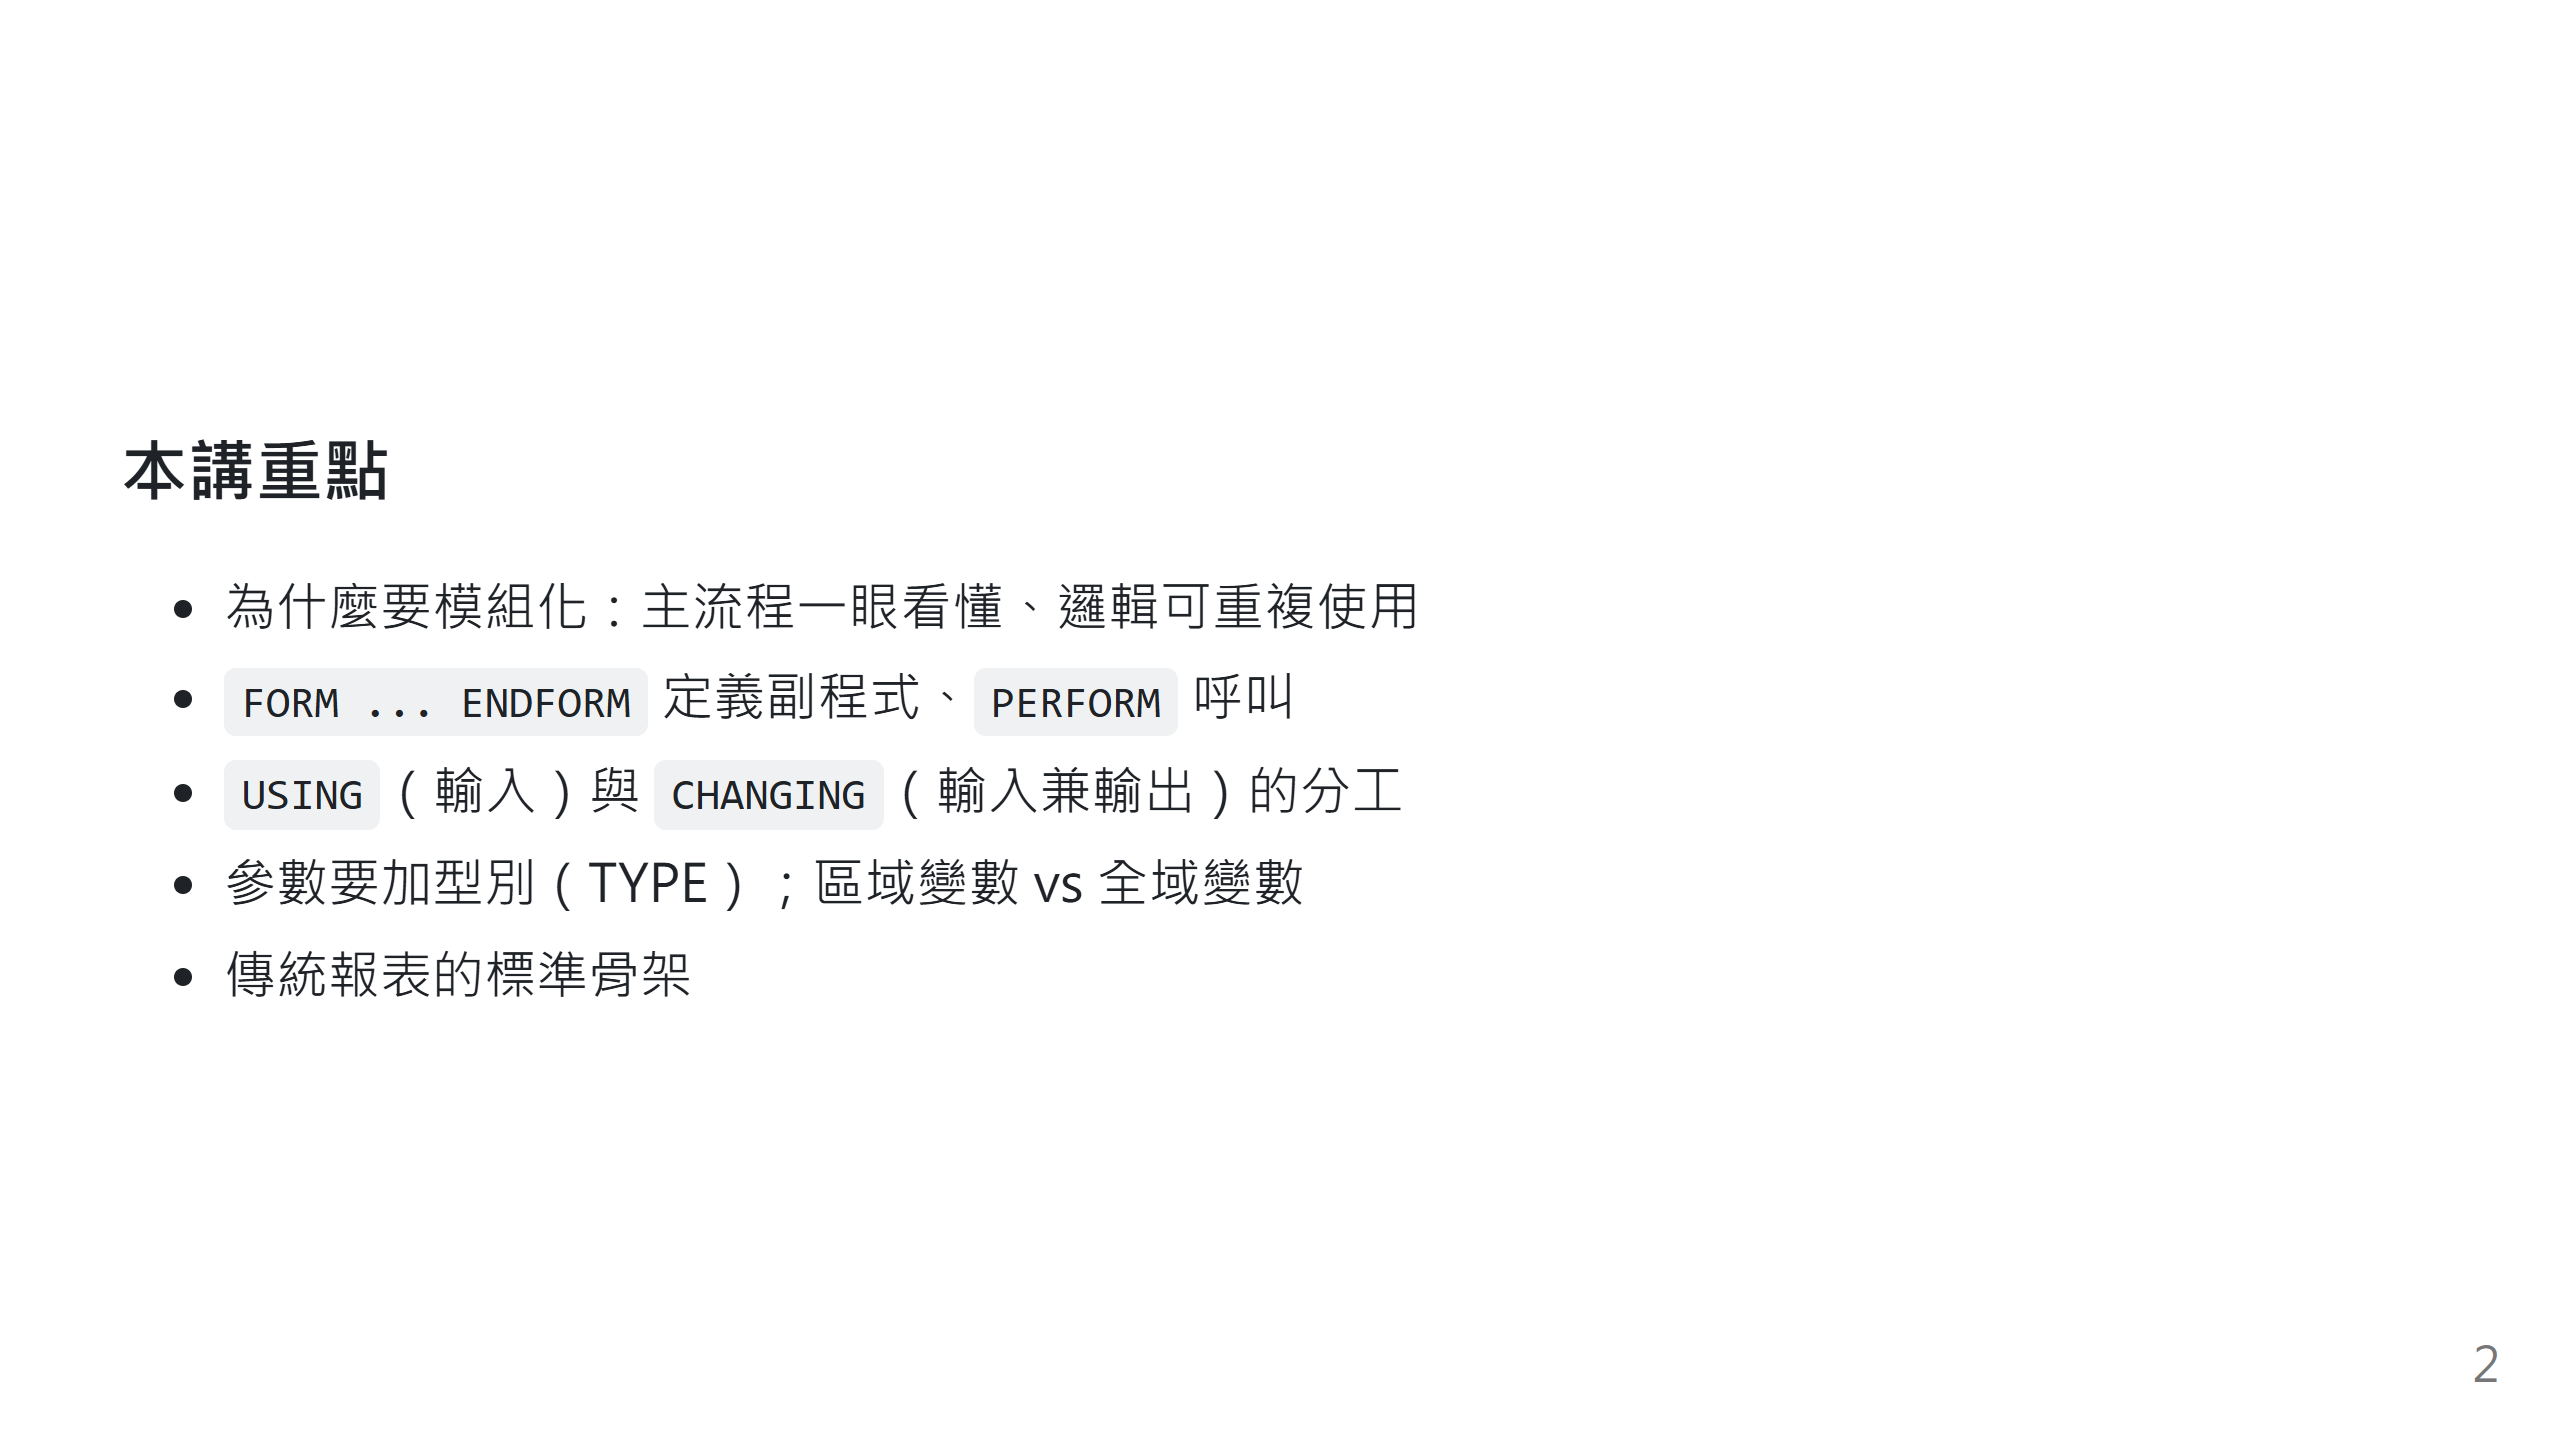 本講重點
• 為什麼要模組化：主流程一眼看懂、邏輯可重複使用
• FORM ... ENDFORM 定義副程式、PERFORM 呼叫
• USING（輸入）與 CHANGING（輸入兼輸出）的分工
• 參數要加型別（TYPE）；區域變數 vs 全域變數
• 傳統報表的標準骨架
2